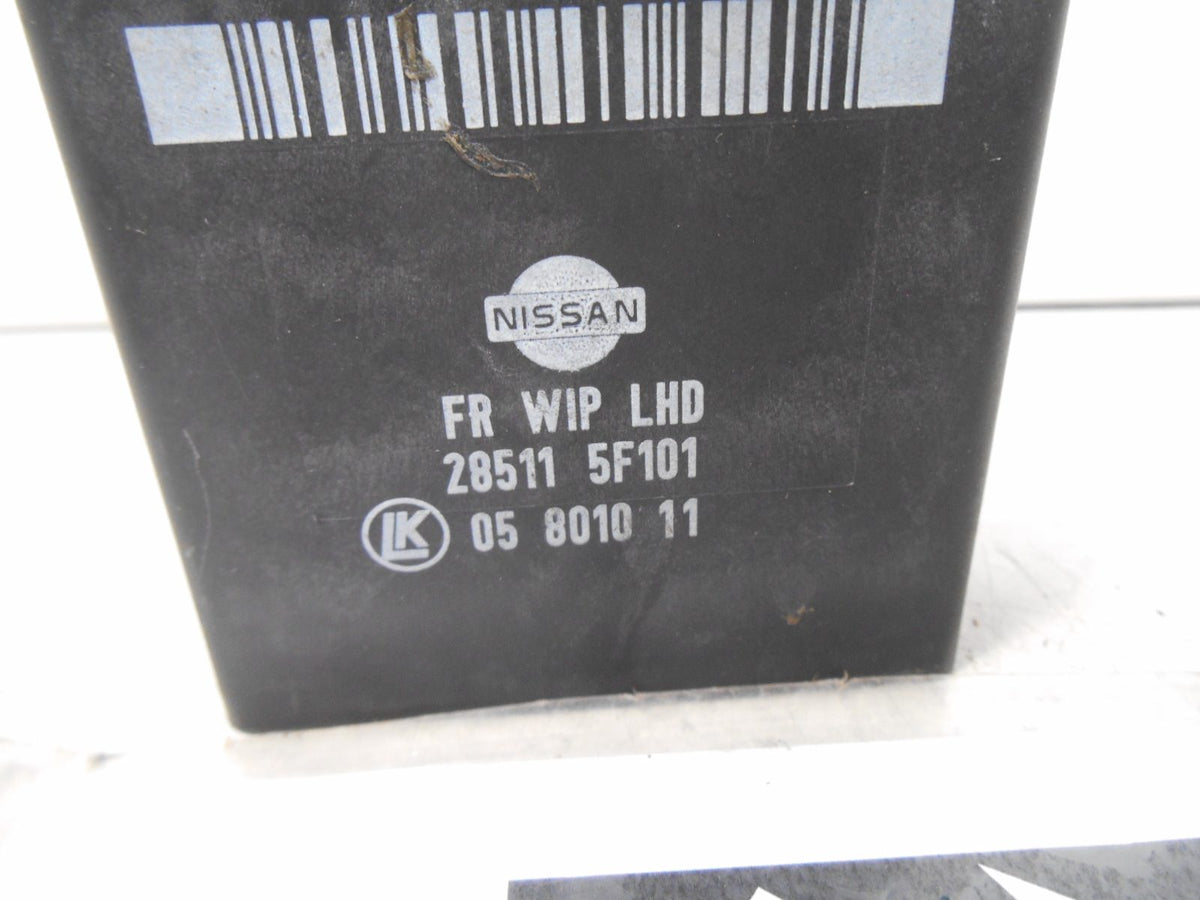 NISSAN
FR WIP LHD
28511 5F101
LK 05 8010 11